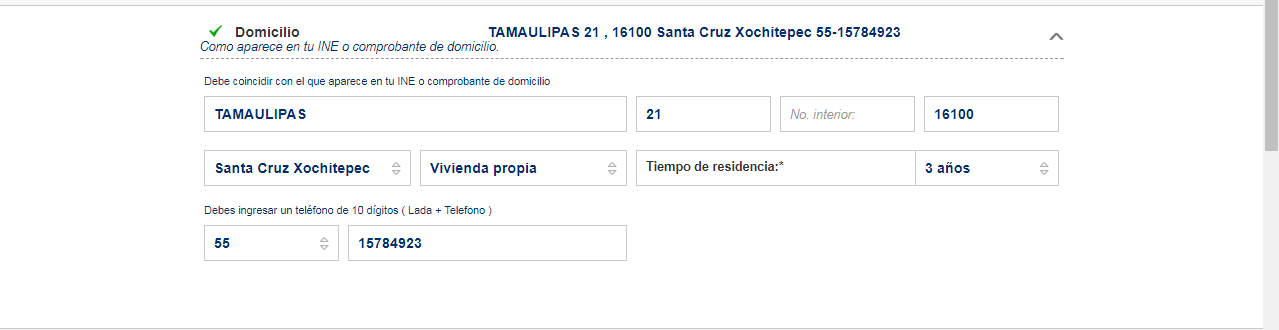 Domicilio TAMAULIPAS 21 , 16100 Santa Cruz Xochitepec 55-15784923
Como aparece en tu INE o comprobante de domicilio.
Debe coincidir con el que aparece en tu INE o comprobante de domicilio
TAMAULIPAS 21 No. interior: 16100
Santa Cruz Xochitepec Vivienda propia Tiempo de residencia:* 3 años
Debes ingresar un teléfono de 10 dígitos ( Lada + Telefono )
55 15784923